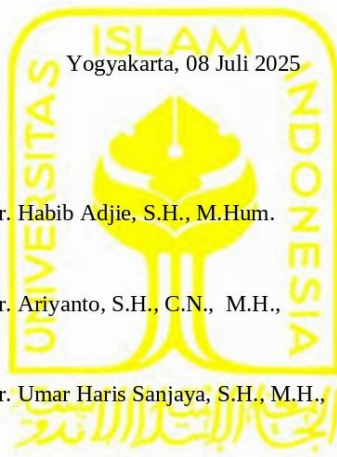 ISLAM
UNIVERSITAS
INDONESIA
Yogyakarta, 08 Juli 2025
r. Habib Adjie, S.H., M.Hum.
r. Ariyanto, S.H., C.N., M.H.,
r. Umar Haris Sanjaya, S.H., M.H.,